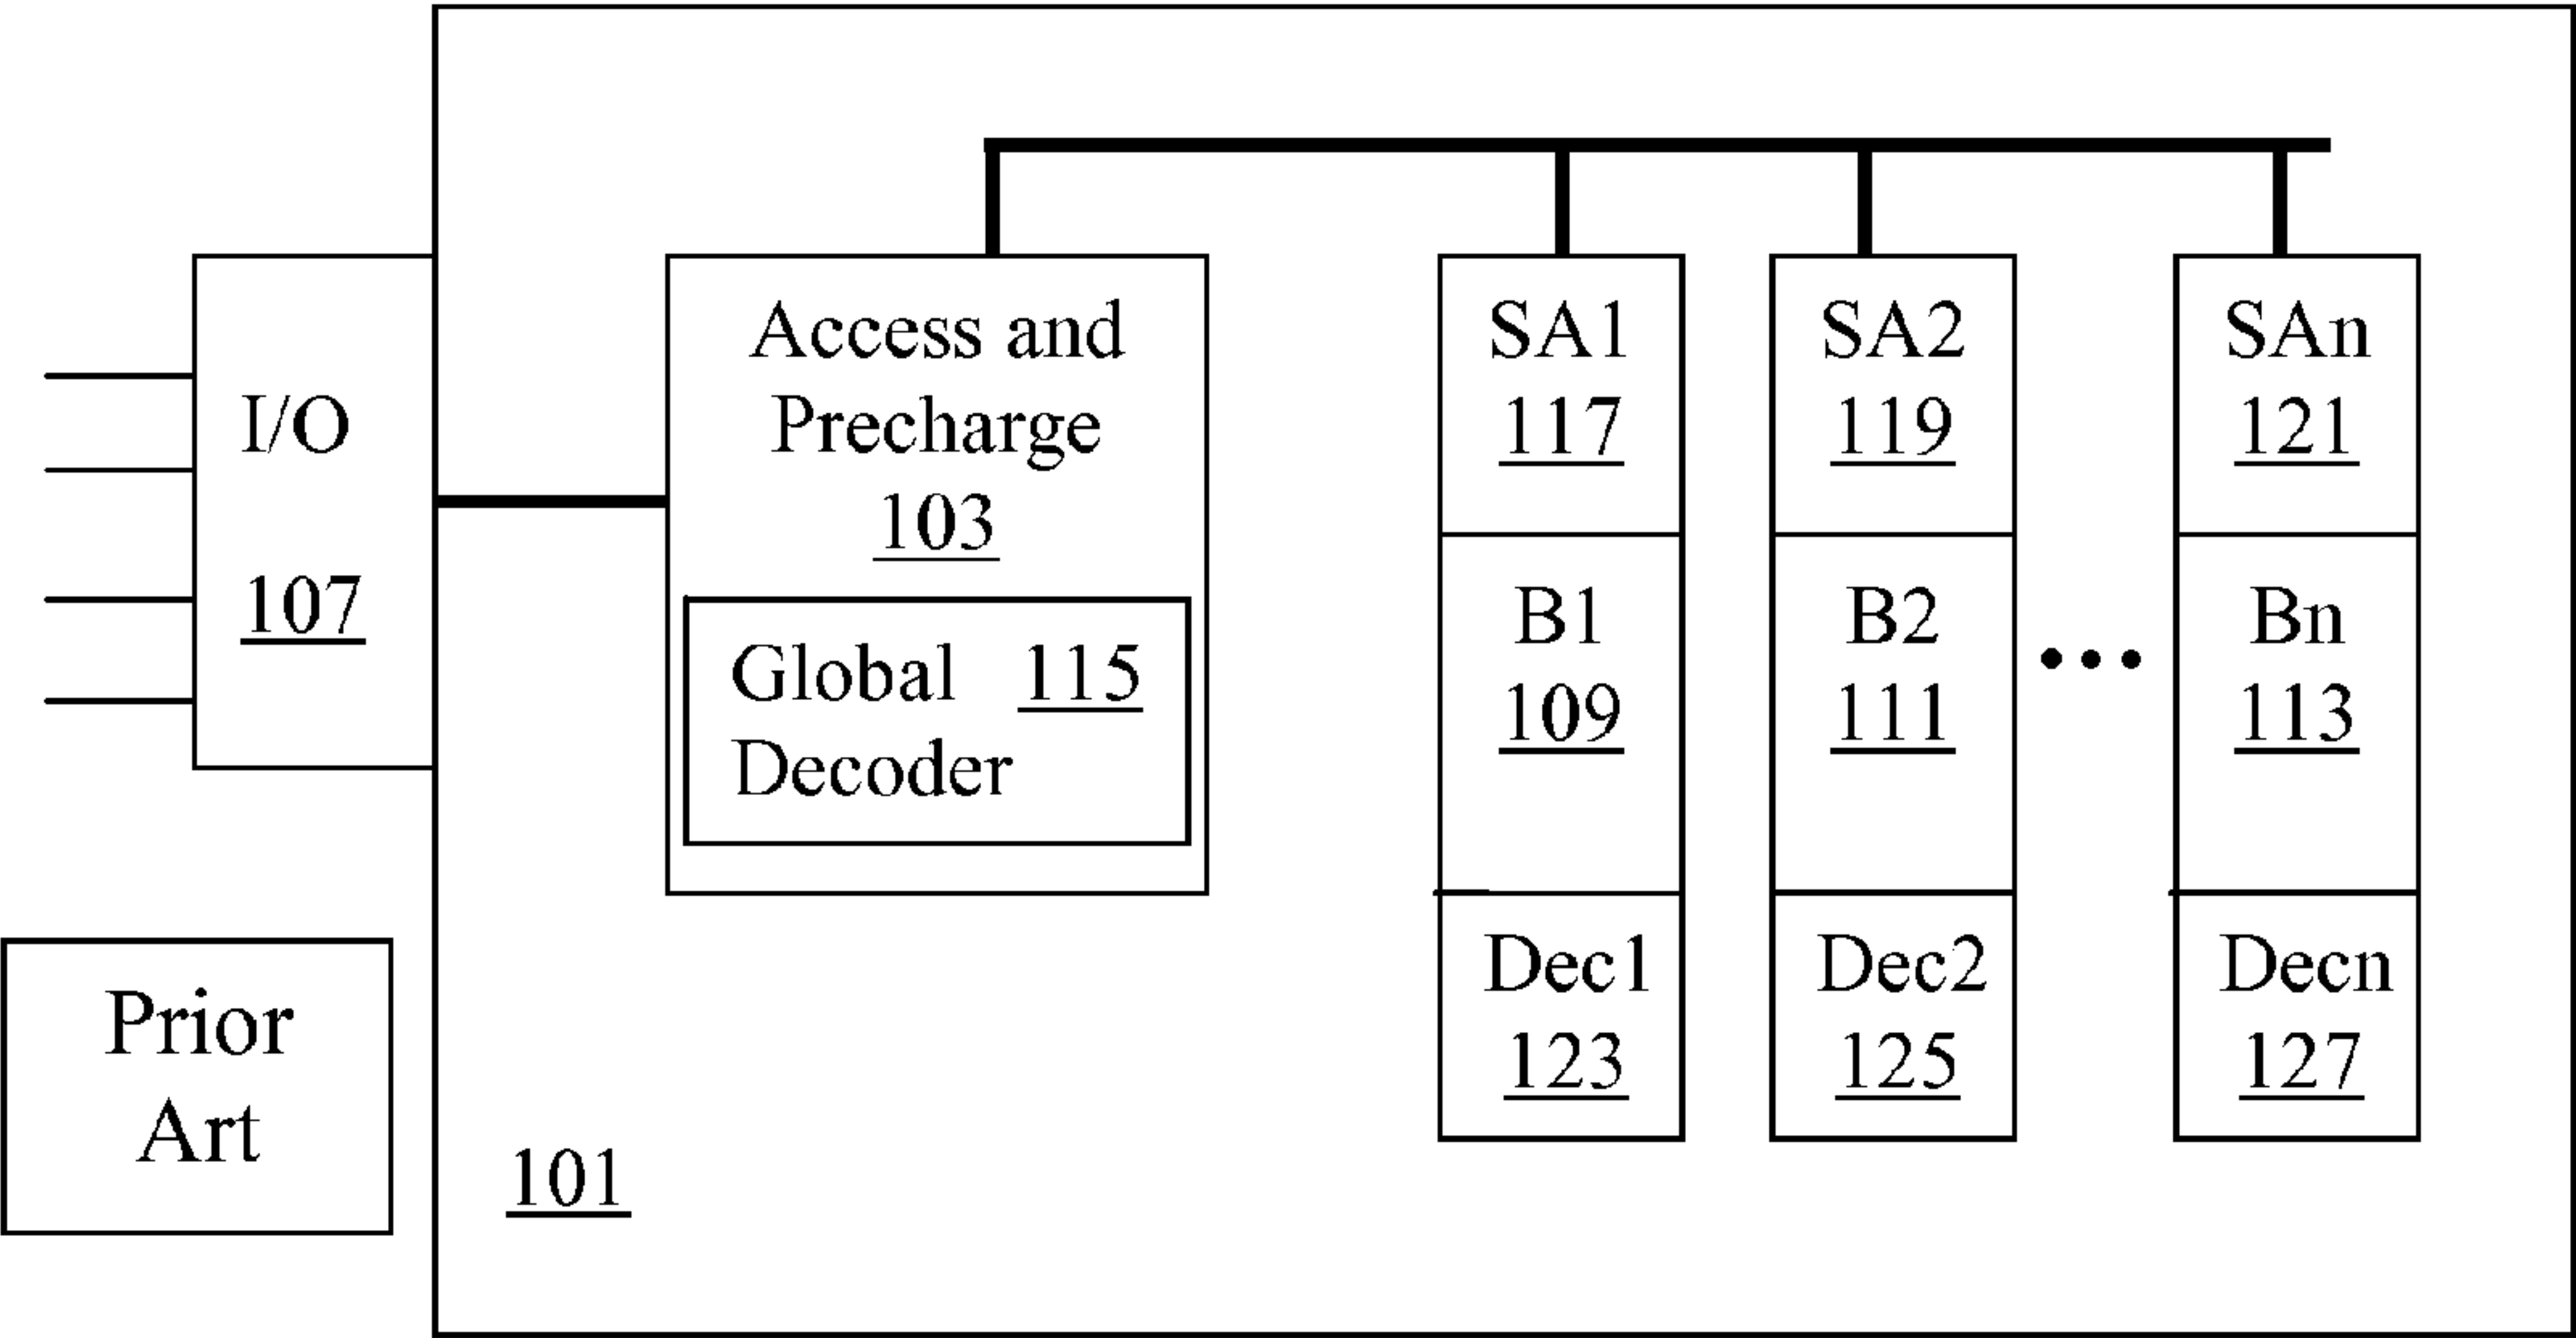 I/O
107
Access and
Precharge
103
Global 115
Decoder
SA1
117
B1
109
Dec1
123
SA2
119
B2
111
Dec2
125
SAn
121
Bn
113
Decn
127
Prior
Art
101